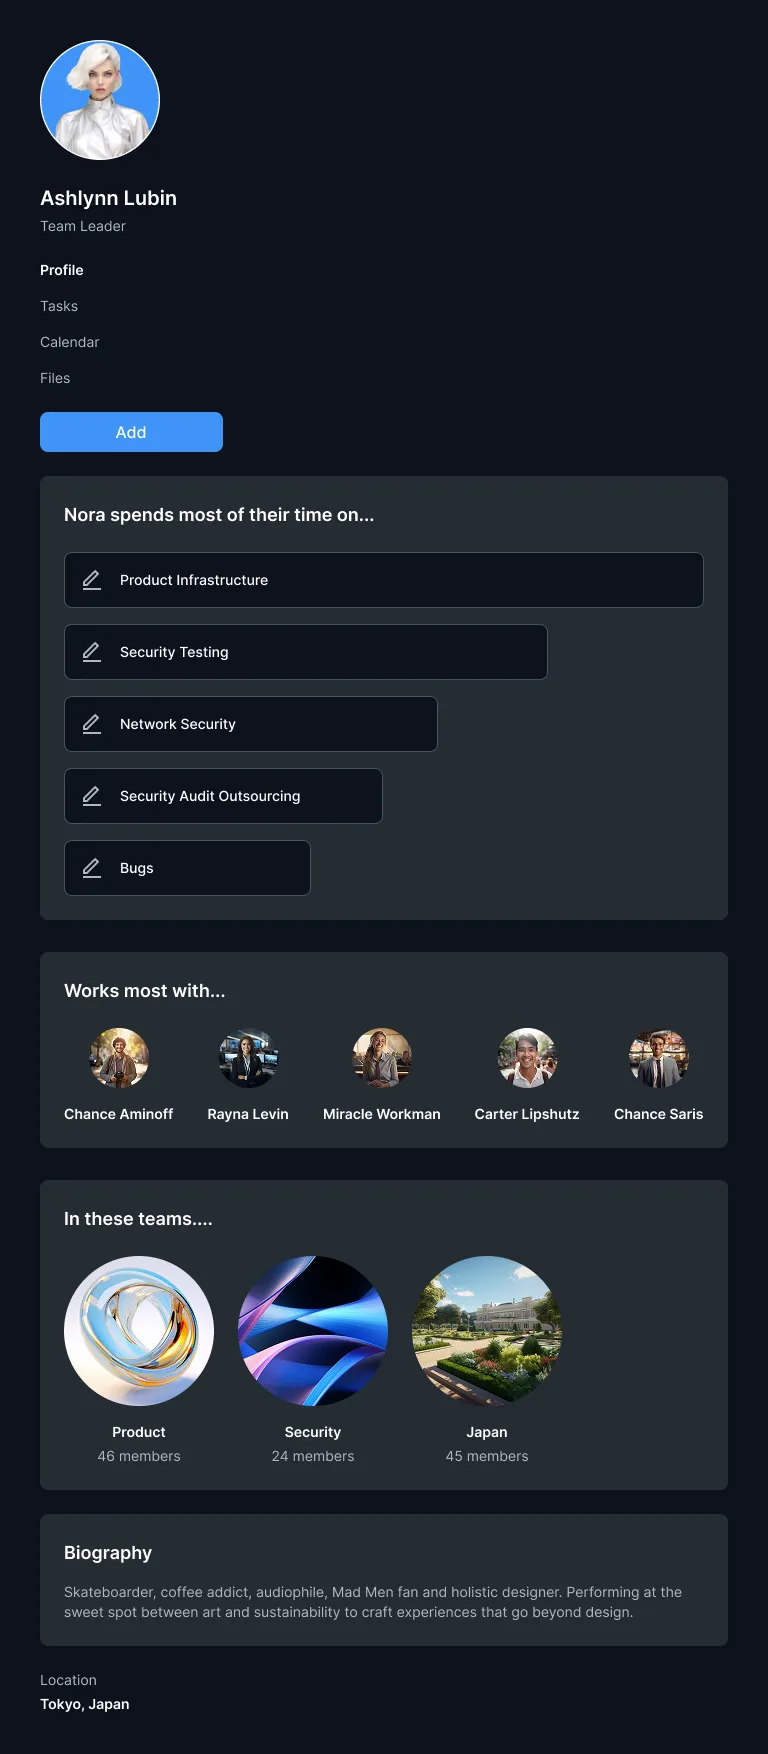 Ashlynn Lubin
Team Leader
Profile
Tasks
Calendar
Files
Add
Nora spends most of their time on...
Product Infrastructure
Security Testing
Network Security
Security Audit Outsourcing
Bugs
Works most with...
Chance Aminoff
Rayna Levin
Miracle Workman
Carter Lipshutz
Chance Saris
In these teams....
Product
46 members
Security
24 members
Japan
45 members
Biography
Skateboarder, coffee addict, audiophile, Mad Men fan and holistic designer. Performing at the
sweet spot between art and sustainability to craft experiences that go beyond design.
Location
Tokyo, Japan